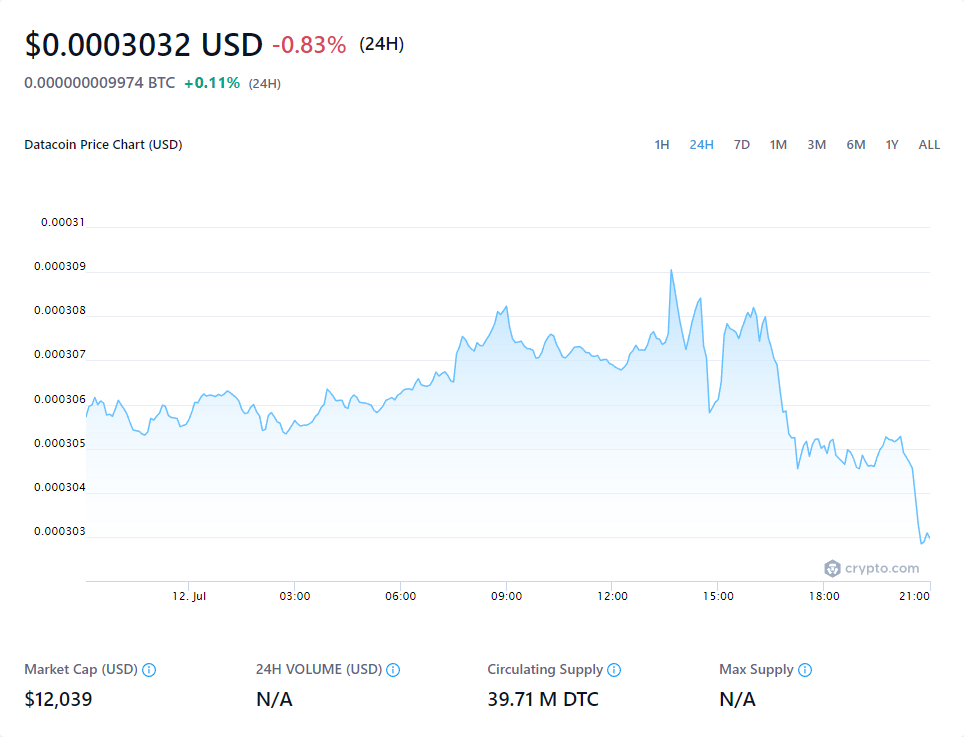 $0.0003032 USD -0.83% (24H)
0.000000009974 BTC +0.11% (24H)
Datacoin Price Chart (USD) 1H 24H 7D 1M 3M 6M 1Y ALL
0.00031
0.000309
0.000308
0.000307
0.000306
0.000305
0.000304
0.000303
crypto.com
12. Jul 03:00 06:00 09:00 12:00 15:00 18:00 21:00
Market Cap (USD) 24H VOLUME (USD) Circulating Supply Max Supply
$12,039 N/A 39.71 M DTC N/A